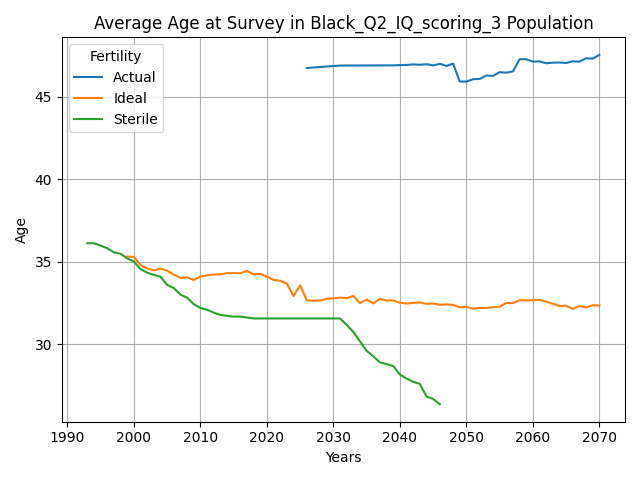 Average Age at Survey in Black_Q2_IQ_scoring_3 Population
Fertility
Actual
Ideal
Sterile
Age
45
40
35
30
1990 2000 2010 2020 2030 2040 2050 2060 2070
Years